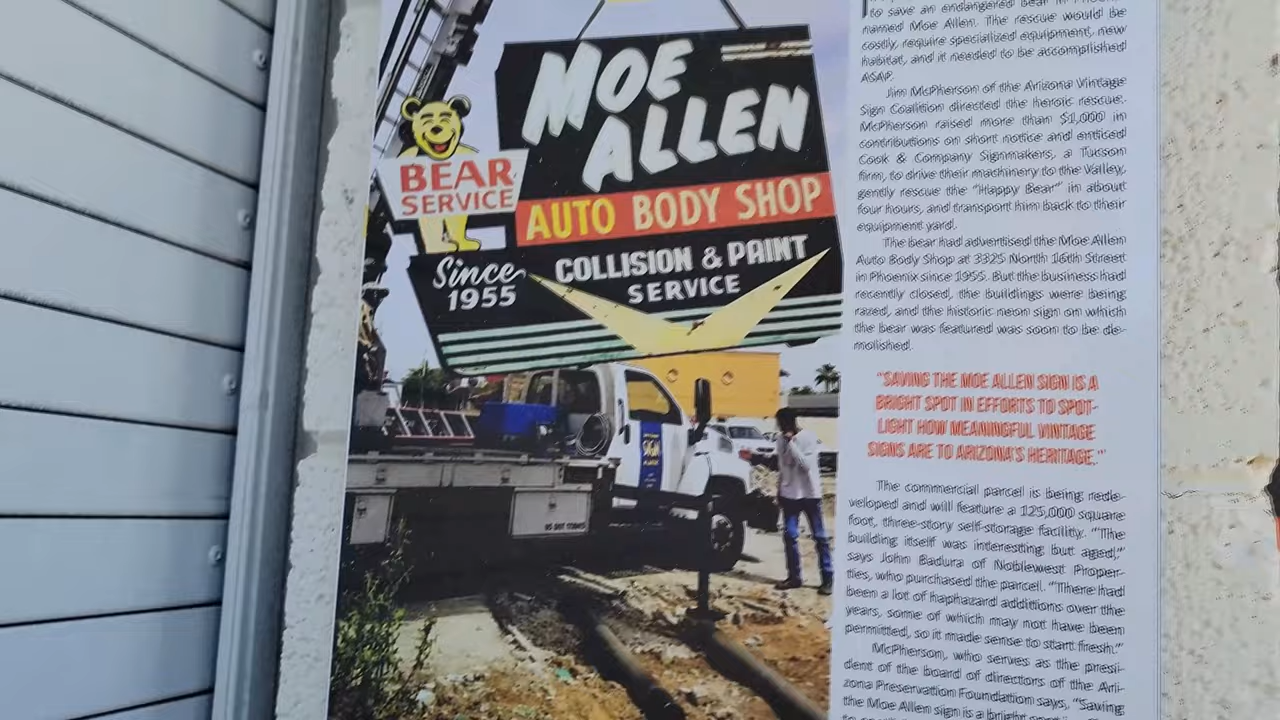 MOE
ALLEN
BEAR
SERVICE
AUTO BODY SHOP
Since
1955
COLLISION & PAINT
SERVICE
SIGN
to save an endangered bear in
named Moe Allen. The rescue would be
costly, require specialized equipment, new
habitat, and it needed to be accomplished
ASAP.
Jim McPherson of the Arizona Vintage
Sign Coalition directed the heroic rescue.
McPherson raised more than $1,000 in
contributions on short notice and enticed
Cook & Company Signmakers, a Tucson
firm, to drive their machinery to the Valley,
gently rescue the "Happy Bear" in about
four hours, and transport him back to their
equipment yard.
The bear had advertised the Moe Allen
Auto Body Shop at 3325 North 16th Street
in Phoenix since 1955. But the business had
recently closed, the buildings were being
razed, and the historic neon sign on which
the bear was featured was soon to be de-
molished.
"SAVING THE MOE ALLEN SIGN IS A
BRIGHT SPOT IN EFFORTS TO SPOT-
LIGHT HOW MEANINGFUL VINTAGE
SIGNS ARE TO ARIZONA'S HERITAGE."
The commercial parcel is being rede-
veloped and will feature a 125,000 square
foot, three-story self-storage facility. "The
building itself was interesting but aged,"
says John Badura of Noblewest Proper-
ties, who purchased the parcel. "There had
been a lot of haphazard additions over the
years, some of which may not have been
permitted, so it made sense to start fresh."
McPherson, who serves as the presi-
dent of the board of directors of the Ari-
zona Preservation Foundation says, "Saving
the Moe Allen sign is a bright spot